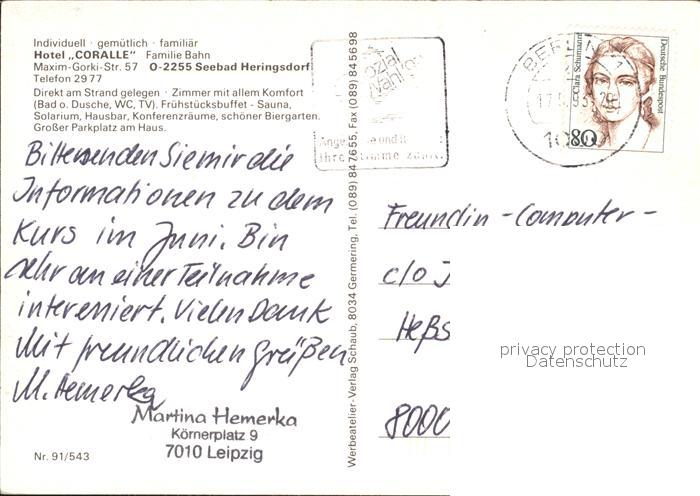 Individuell · gemütlich · familiär
Hotel „CORALLE" Familie Bahn
Maxim-Gorki-Str. 57 O-2255 Seebad Heringsdorf
Telefon 29 77
Direkt am Strand gelegen · Zimmer mit allem Komfort
(Bad o. Dusche, WC, TV). Frühstücksbuffet - Sauna,
Solarium, Hausbar, Konferenzräume, schöner Biergarten.
Großer Parkplatz am Haus.
Bitte senden Sie mir die
Informationen zu dem
Kurs im Juni. Bin
sehr an einer Teilnahme
interessiert. Vielen Dank
Mit freundlichen Grüßen
M. Hemerka
Martina Hemerka
Körnerplatz 9
7010 Leipzig
Nr. 91/543
Werbeatelier-Verlag Schaub, 8034 Germering, Tel. (089) 847655, Fax (089) 845698
BERLIN
80
Clara Schumann
Deutsche Bundespost
Freundin - Computer -
c/o J
Heßs
8000
privacy protection
Datenschutz